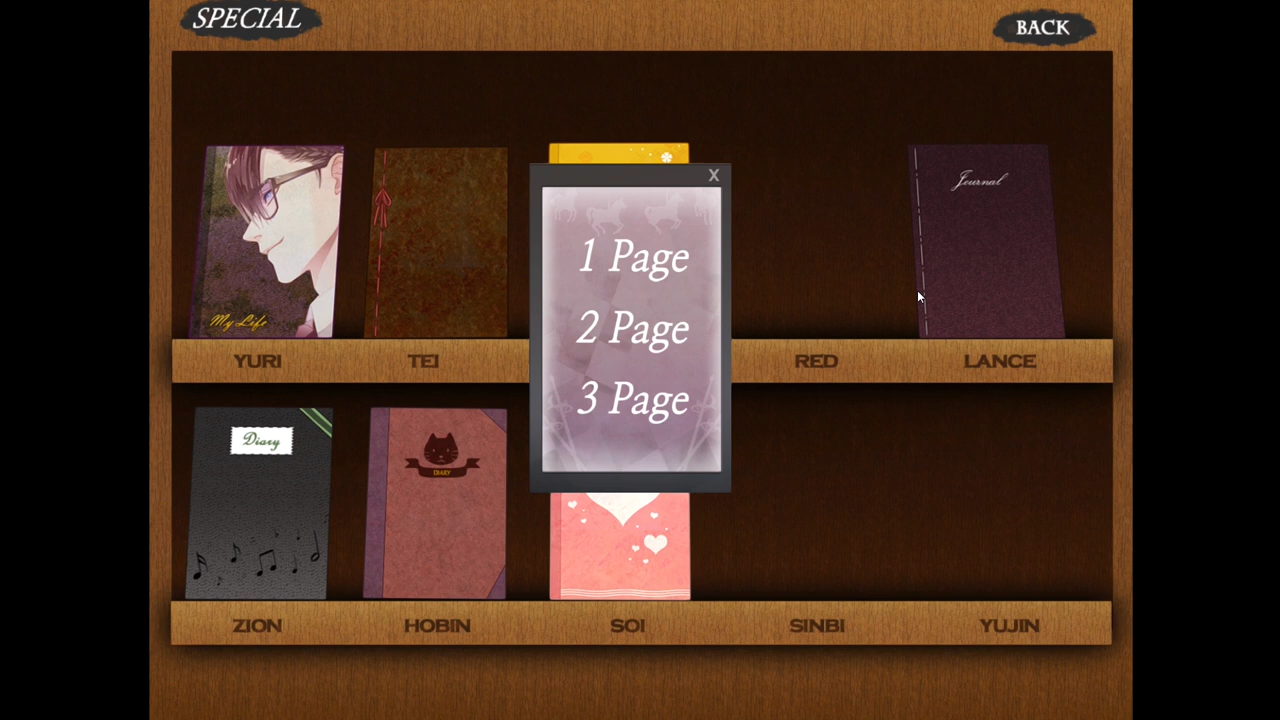 SPECIAL
BACK
X
1 Page
2 Page
3 Page
My Life
Journal
YURI
TEI
RED
LANCE
Diary
DIARY
ZION
HOBIN
SOI
SINBI
YUJIN